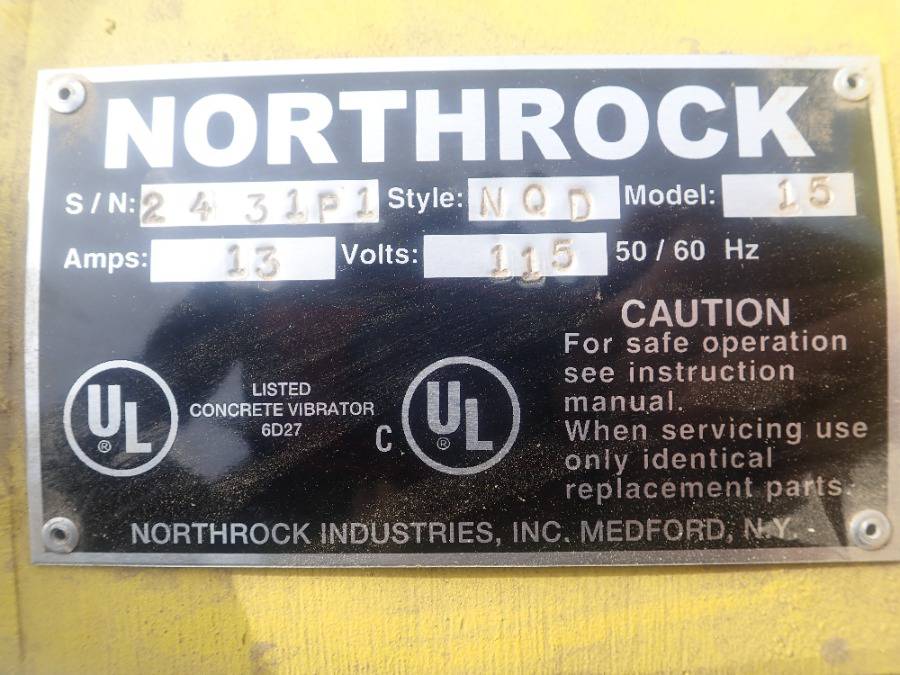 NORTHROCK
S/N: 2431P1 Style: NQD Model: 15
Amps: 13 Volts: 115 50/60 Hz
CAUTION
For safe operation
see instruction
manual.
When servicing use
only identical
replacement parts.
UL
®
LISTED
CONCRETE VIBRATOR
6D27
C UL
®
NORTHROCK INDUSTRIES, INC. MEDFORD, N.Y.